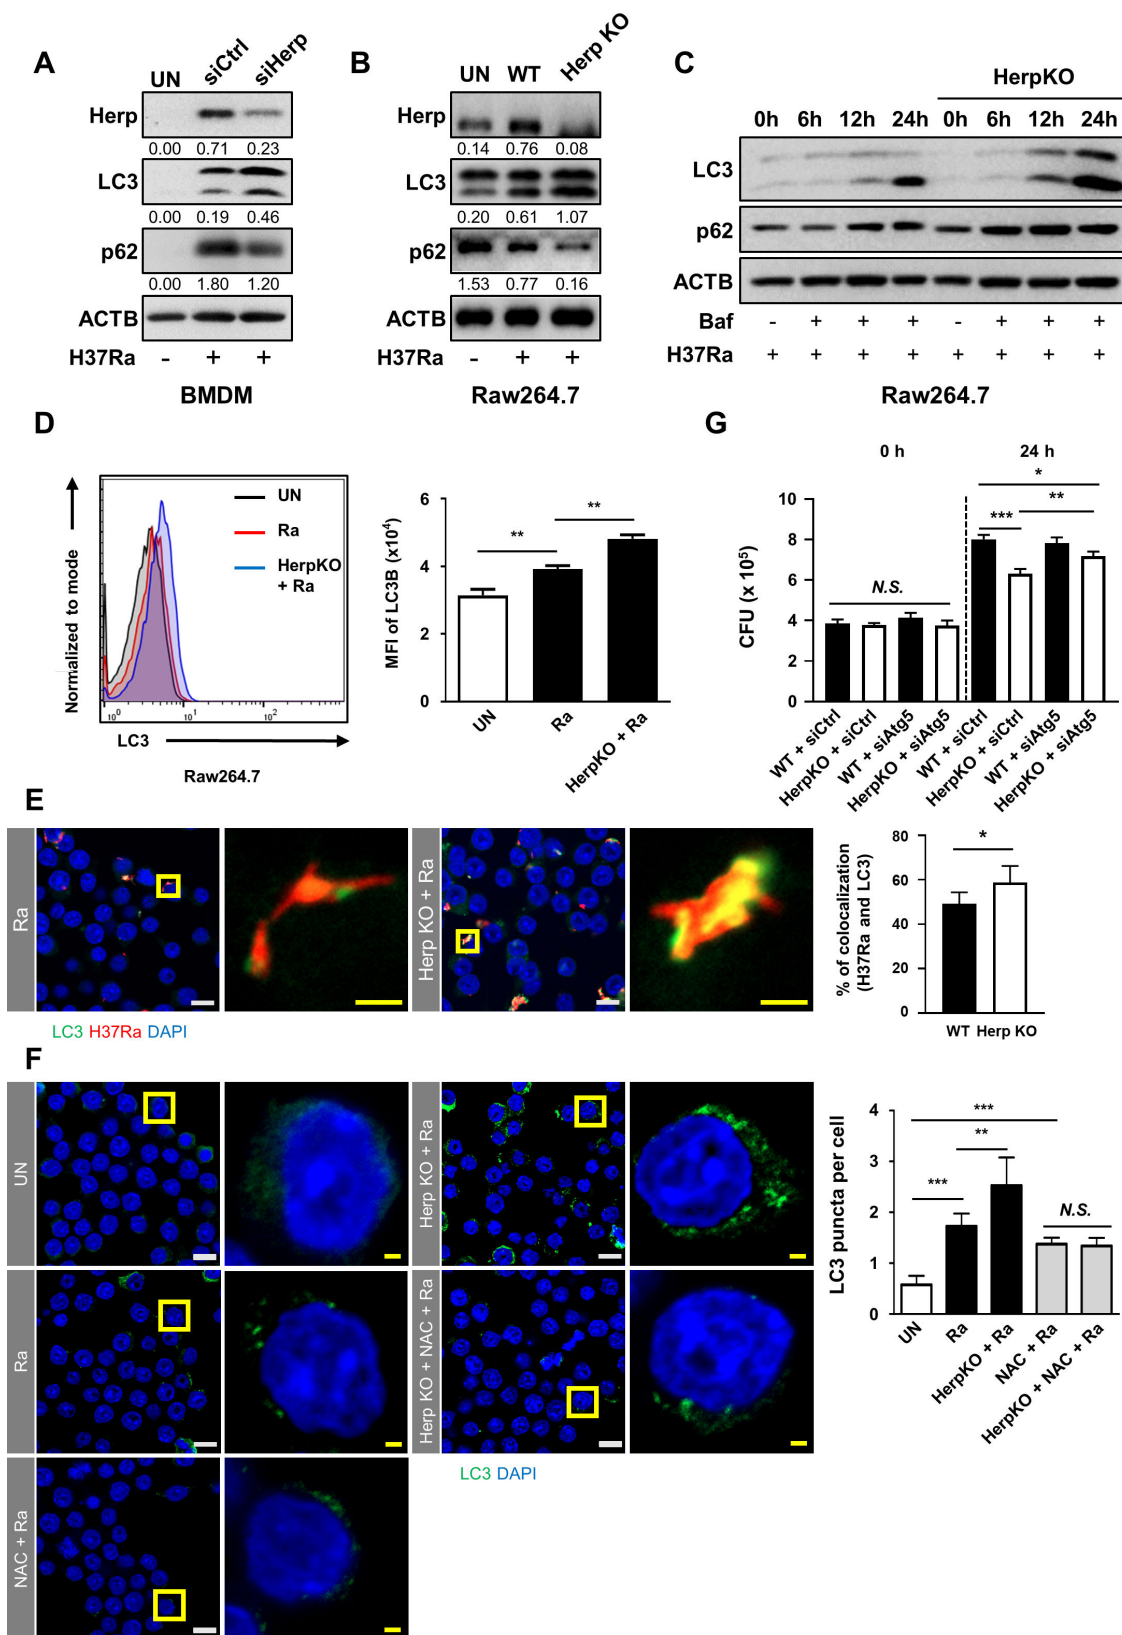 A
UN
siCtrl
siHerp
Herp
0.00 0.71 0.23
LC3
0.00 0.19 0.46
p62
0.00 1.80 1.20
ACTB
H37Ra - + +
BMDM
B
UN WT Herp KO
Herp
0.14 0.76 0.08
LC3
0.20 0.61 1.07
p62
1.53 0.77 0.16
ACTB
H37Ra - + +
Raw264.7
C
HerpKO
0h 6h 12h 24h 0h 6h 12h 24h
LC3
p62
ACTB
Baf - + + + - + + +
H37Ra + + + + + + + +
Raw264.7
D
Normalized to mode
UN
Ra
HerpKO
+ Ra
10⁰ 10¹ 10²
LC3
Raw264.7
MFI of LC3B (x10⁴)
6
4
2
0
**
**
UN
Ra
HerpKO + Ra
G
0 h 24 h
CFU (x 10⁵)
10
8
6
4
2
0
N.S.
*
**
***
WT + siCtrl
HerpKO + siCtrl
WT + siAtg5
HerpKO + siAtg5
WT + siCtrl
HerpKO + siCtrl
WT + siAtg5
HerpKO + siAtg5
E
Ra
Herp KO + Ra
LC3 H37Ra DAPI
% of colocalization
(H37Ra and LC3)
80
60
40
20
0
*
WT Herp KO
F
UN
Herp KO + Ra
Ra
Herp KO + NAC + Ra
NAC + Ra
LC3 DAPI
LC3 puncta per cell
4
3
2
1
0
***
**
***
N.S.
UN
Ra
HerpKO + Ra
NAC + Ra
HerpKO + NAC + Ra